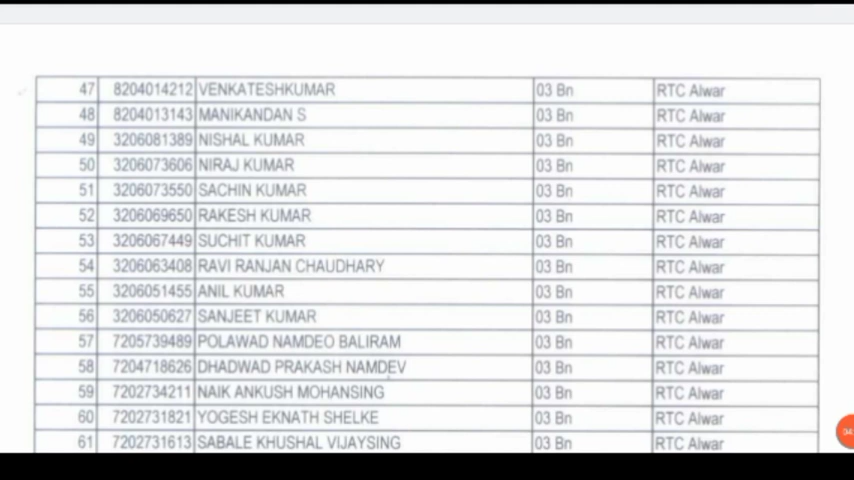 47 8204014212 VENKATESHKUMAR 03 Bn RTC Alwar
48 8204013143 MANIKANDAN S 03 Bn RTC Alwar
49 3206081389 NISHAL KUMAR 03 Bn RTC Alwar
50 3206073606 NIRAJ KUMAR 03 Bn RTC Alwar
51 3206073550 SACHIN KUMAR 03 Bn RTC Alwar
52 3206069650 RAKESH KUMAR 03 Bn RTC Alwar
53 3206067449 SUCHIT KUMAR 03 Bn RTC Alwar
54 3206063408 RAVI RANJAN CHAUDHARY 03 Bn RTC Alwar
55 3206051455 ANIL KUMAR 03 Bn RTC Alwar
56 3206050627 SANJEET KUMAR 03 Bn RTC Alwar
57 7205739489 POLAWAD NAMDEO BALIRAM 03 Bn RTC Alwar
58 7204718626 DHADWAD PRAKASH NAMDEV 03 Bn RTC Alwar
59 7202734211 NAIK ANKUSH MOHANSING 03 Bn RTC Alwar
60 7202731821 YOGESH EKNATH SHELKE 03 Bn RTC Alwar
61 7202731613 SABALE KHUSHAL VIJAYSING 03 Bn RTC Alwar